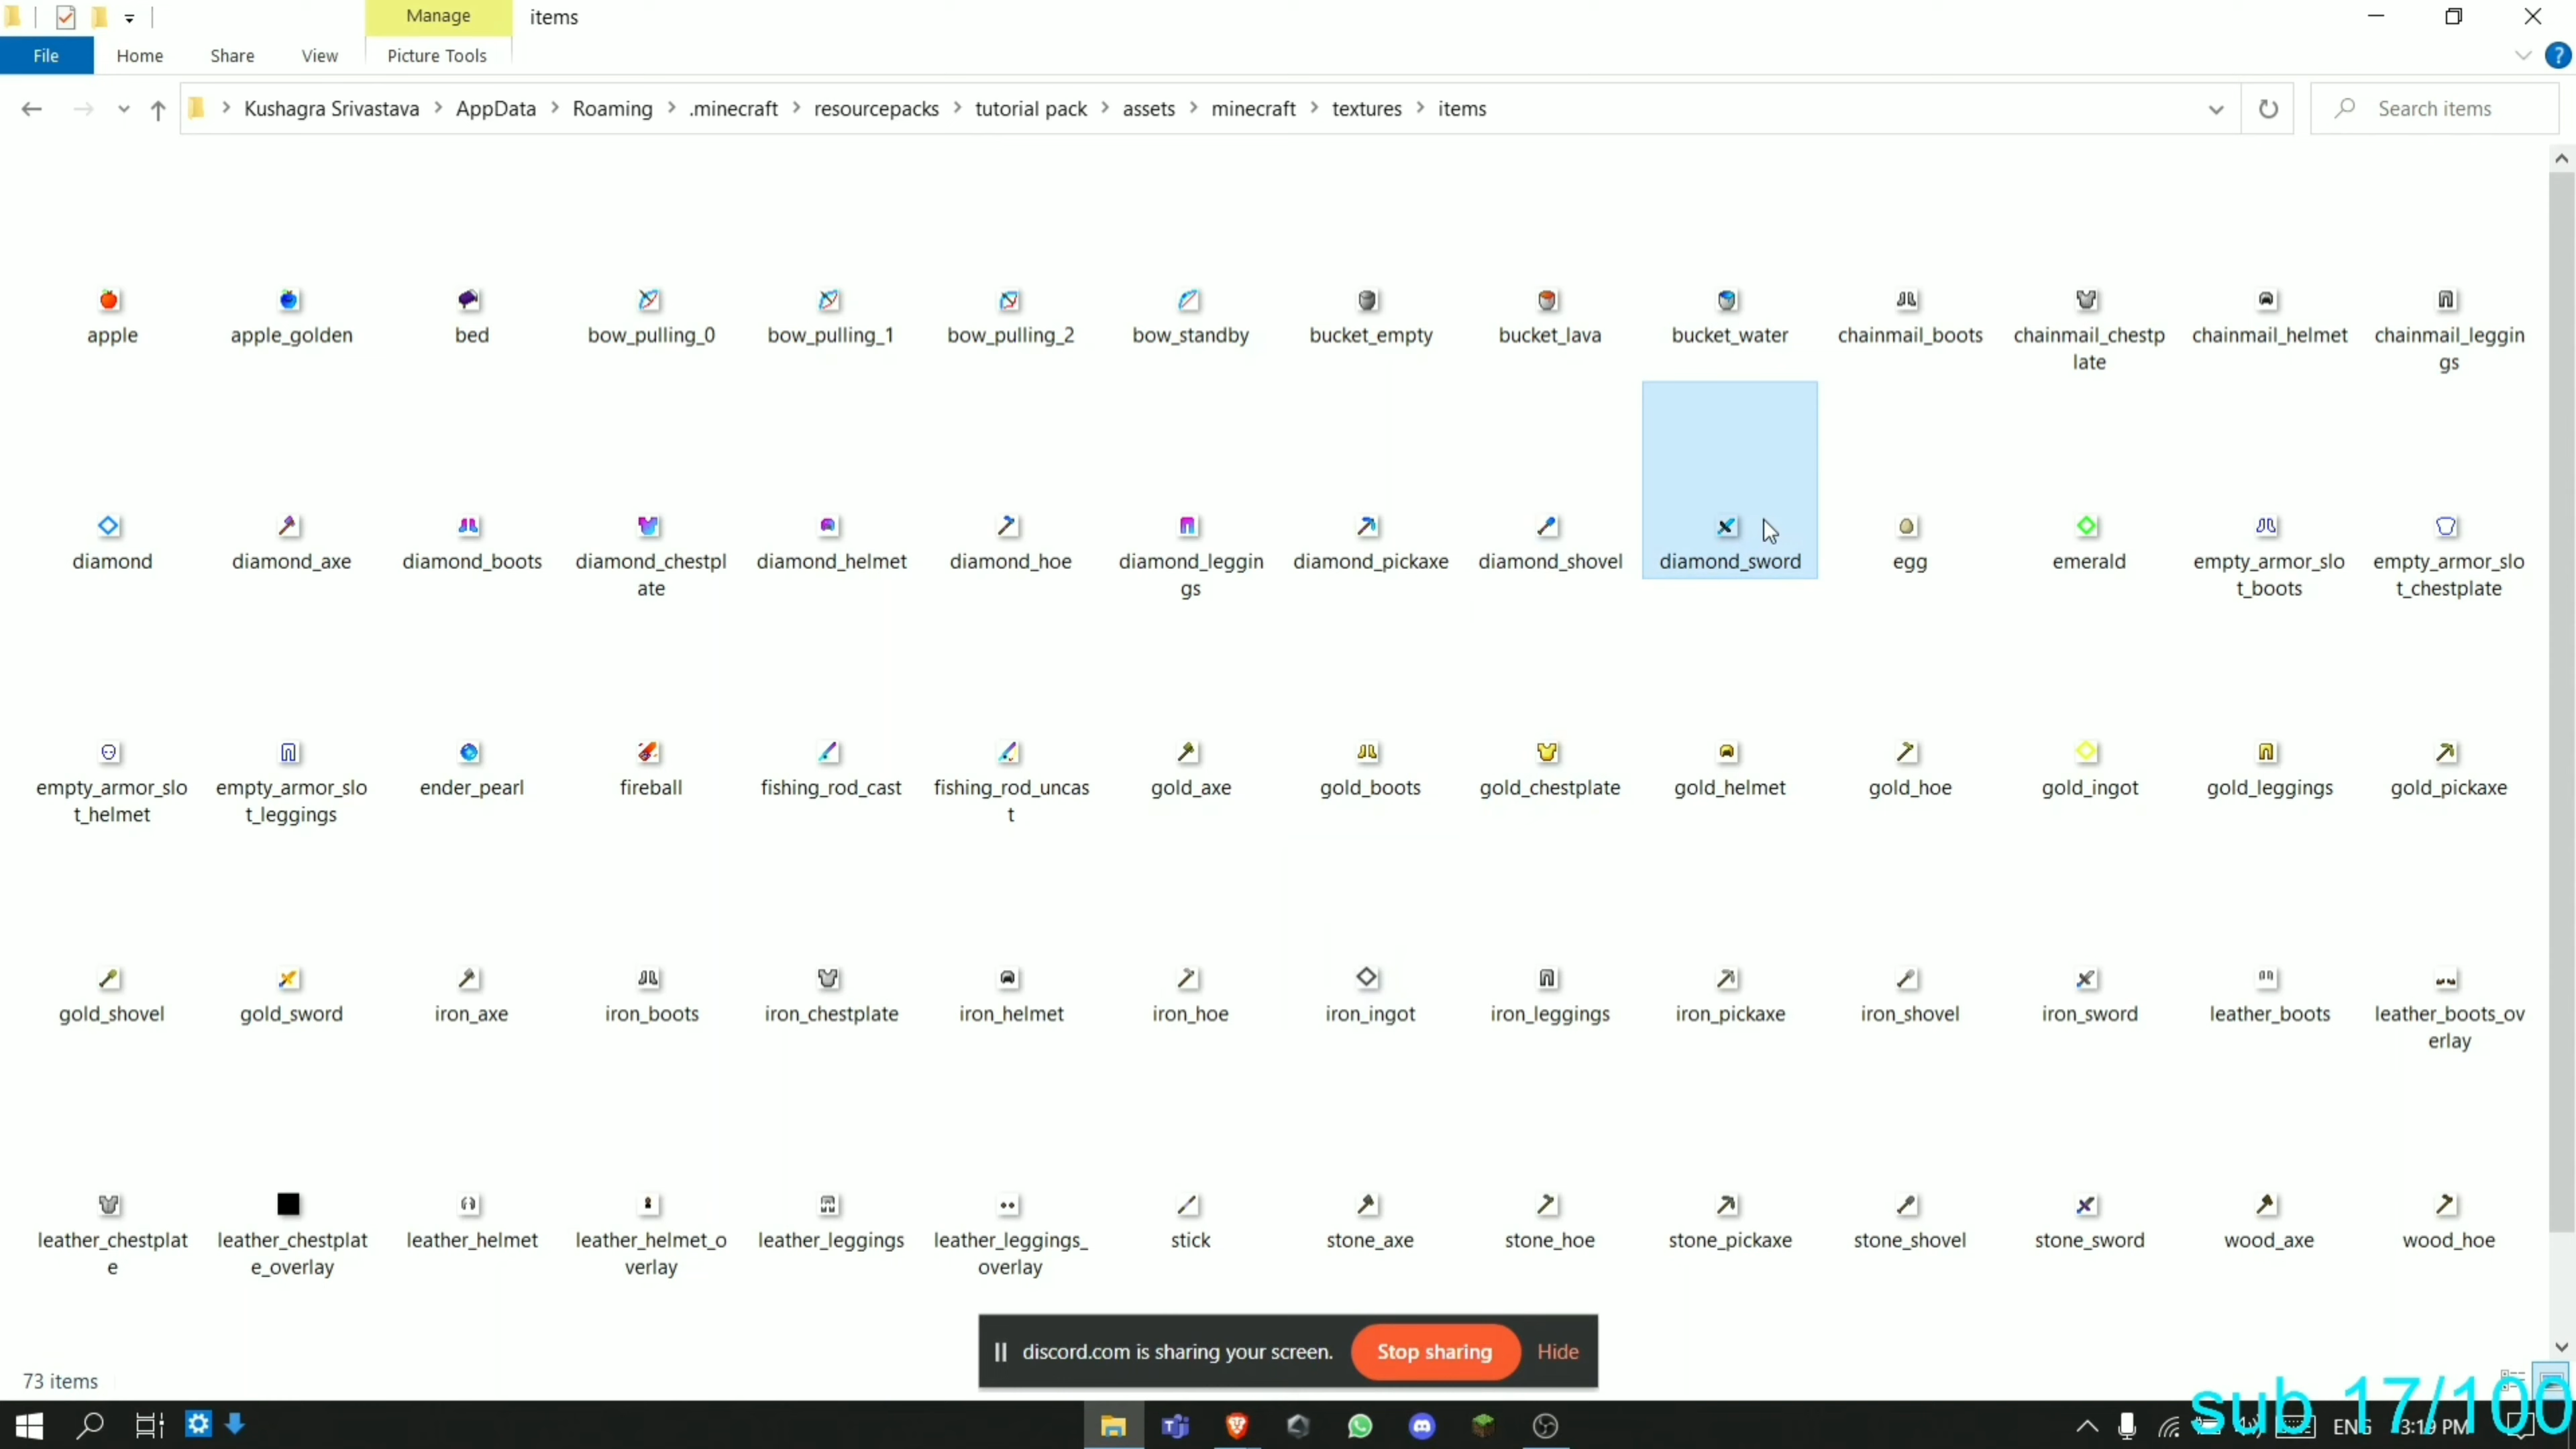 Manage
items
File
Home
Share
View
Picture Tools
Kushagra Srivastava
AppData
Roaming
.minecraft
resourcepacks
tutorial pack
assets
minecraft
textures
items
Search items
apple
apple_golden
bed
bow_pulling_0
bow_pulling_1
bow_pulling_2
bow_standby
bucket_empty
bucket_lava
bucket_water
chainmail_boots
chainmail_chestp
late
chainmail_helmet
chainmail_leggin
gs
diamond
diamond_axe
diamond_boots
diamond_chestpl
ate
diamond_helmet
diamond_hoe
diamond_leggin
gs
diamond_pickaxe
diamond_shovel
diamond_sword
egg
emerald
empty_armor_slo
t_boots
empty_armor_slo
t_chestplate
empty_armor_slo
t_helmet
empty_armor_slo
t_leggings
ender_pearl
fireball
fishing_rod_cast
fishing_rod_uncas
t
gold_axe
gold_boots
gold_chestplate
gold_helmet
gold_hoe
gold_ingot
gold_leggings
gold_pickaxe
gold_shovel
gold_sword
iron_axe
iron_boots
iron_chestplate
iron_helmet
iron_hoe
iron_ingot
iron_leggings
iron_pickaxe
iron_shovel
iron_sword
leather_boots
leather_boots_ov
erlay
leather_chestplat
e
leather_chestplat
e_overlay
leather_helmet
leather_helmet_o
verlay
leather_leggings
leather_leggings_
overlay
stick
stone_axe
stone_hoe
stone_pickaxe
stone_shovel
stone_sword
wood_axe
wood_hoe
discord.com is sharing your screen.
Stop sharing
Hide
73 items
sub 17/100
ENG
3:19 PM